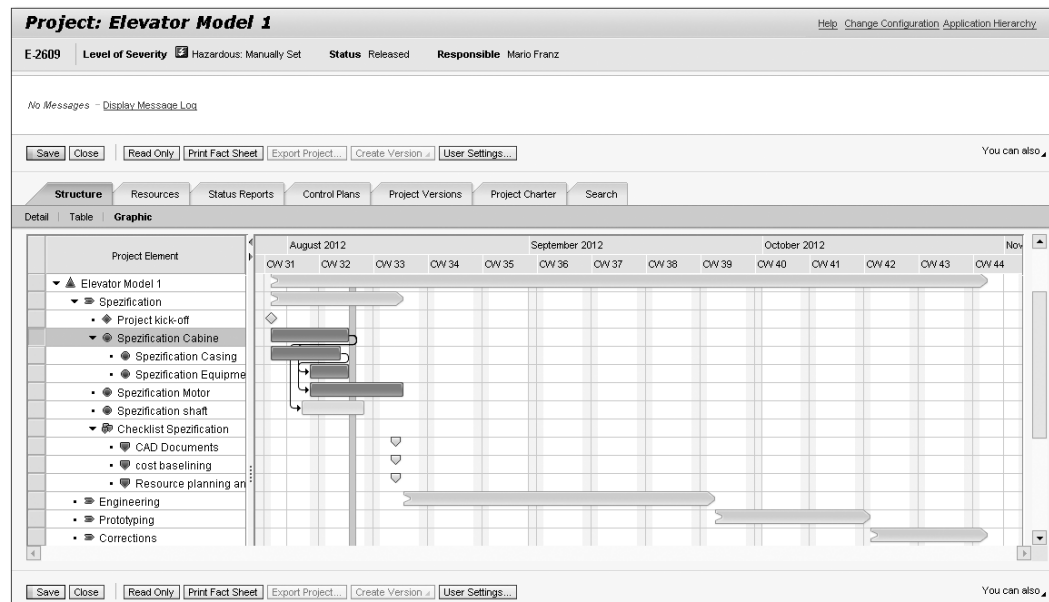 Project: Elevator Model 1
Help Change Configuration Application Hierarchy
E-2609 Level of Severity Hazardous: Manually Set Status Released Responsible Mario Franz
No Messages - Display Message Log
Save Close Read Only Print Fact Sheet Export Project... Create Version User Settings... You can also
Structure Resources Status Reports Control Plans Project Versions Project Charter Search
Detail Table Graphic
Project Element
August 2012 September 2012 October 2012 Nov
CW 31 CW 32 CW 33 CW 34 CW 35 CW 36 CW 37 CW 38 CW 39 CW 40 CW 41 CW 42 CW 43 CW 44
Elevator Model 1
Spezification
Project kick-off
Spezification Cabine
Spezification Casing
Spezification Equipme
Spezification Motor
Spezification shaft
Checklist Spezification
CAD Documents
cost baselining
Resource planning an
Engineering
Prototyping
Corrections
Save Close Read Only Print Fact Sheet Export Project... Create Version User Settings... You can also